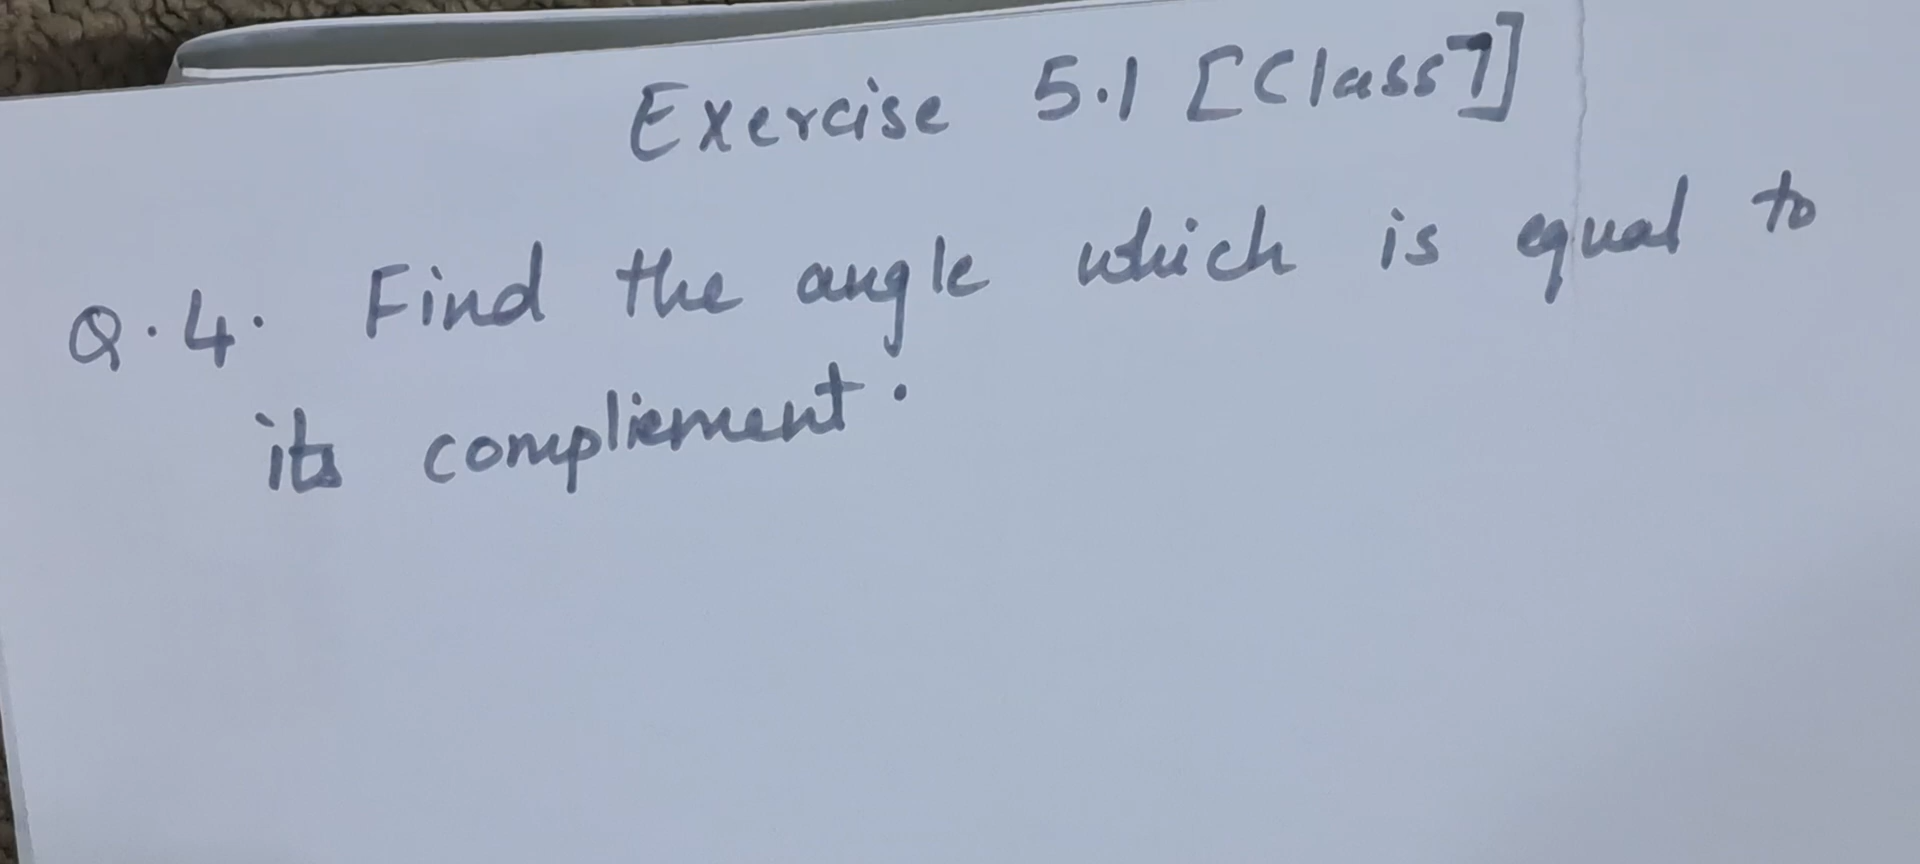 Exercise 5.1 [Class 7]
Q.4. Find the angle which is equal to
its compliement.